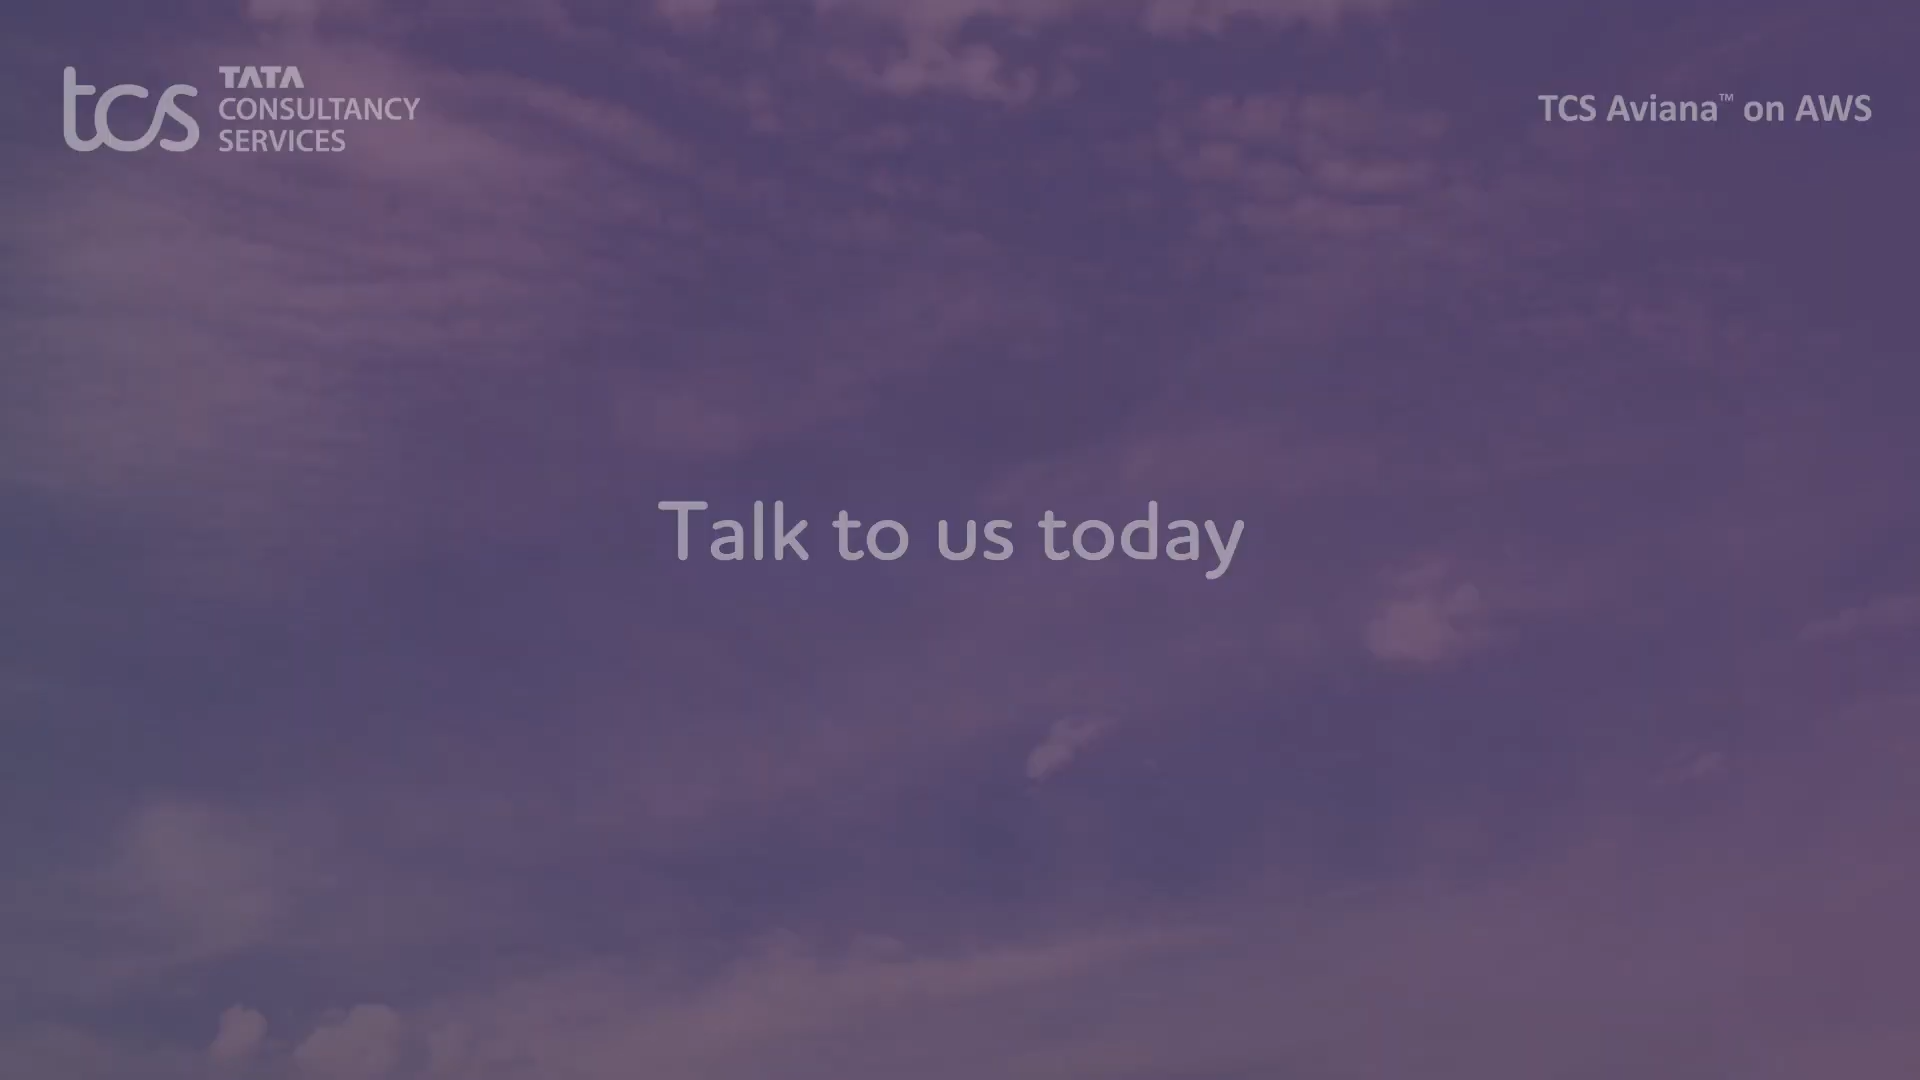 tcs
TATA
CONSULTANCY
SERVICES
TCS Aviana™ on AWS
Talk to us today